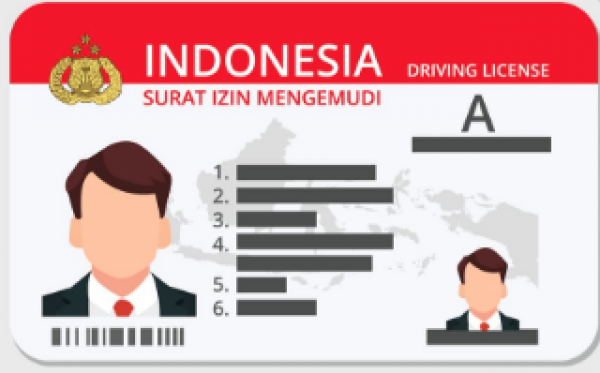 INDONESIA DRIVING LICENSE
SURAT IZIN MENGEMUDI
A
1.
2.
3.
4.
5.
6.